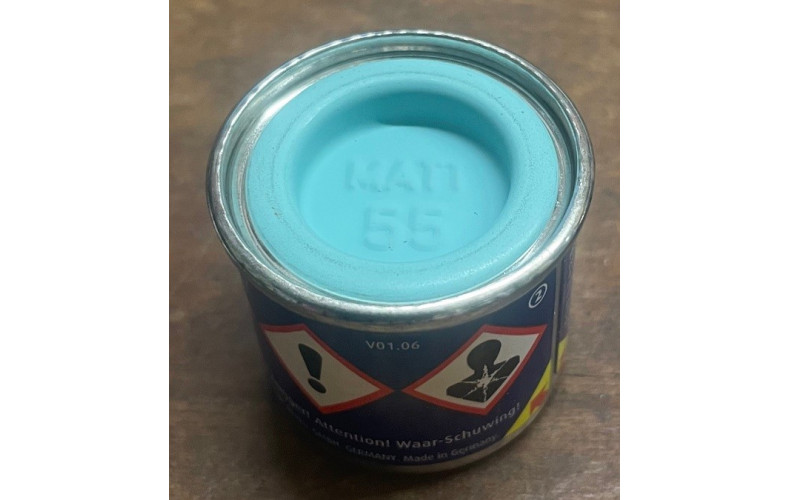 MATT
55
2
V01.06
Attention! Waar-Schuwing!
GERMANY. Made in Germany.